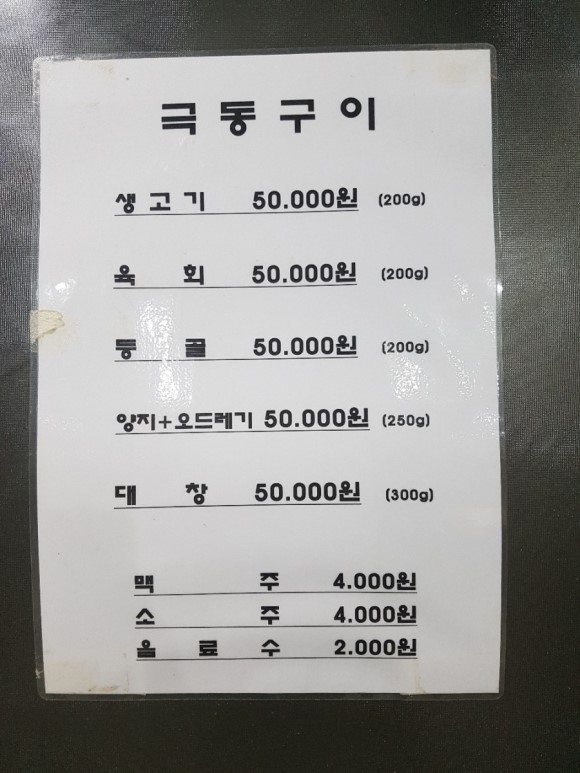 극동구이
생고기 50.000원 (200g)
육회 50.000원 (200g)
등골 50.000원 (200g)
양지+오드레기 50.000원 (250g)
대창 50.000원 (300g)
맥주 4.000원
소주 4.000원
음료수 2.000원